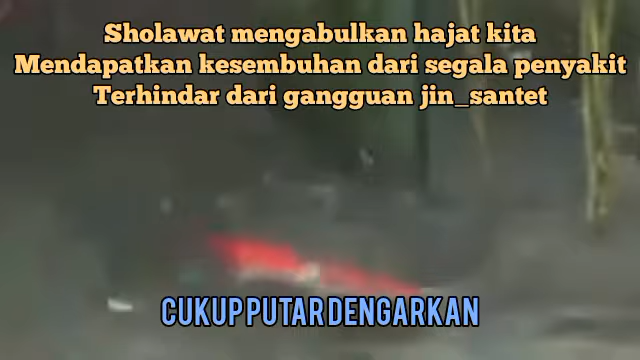 Sholawat mengabulkan hajat kita
Mendapatkan kesembuhan dari segala penyakit
Terhindar dari gangguan jin_santet
CUKUP PUTAR DENGARKAN